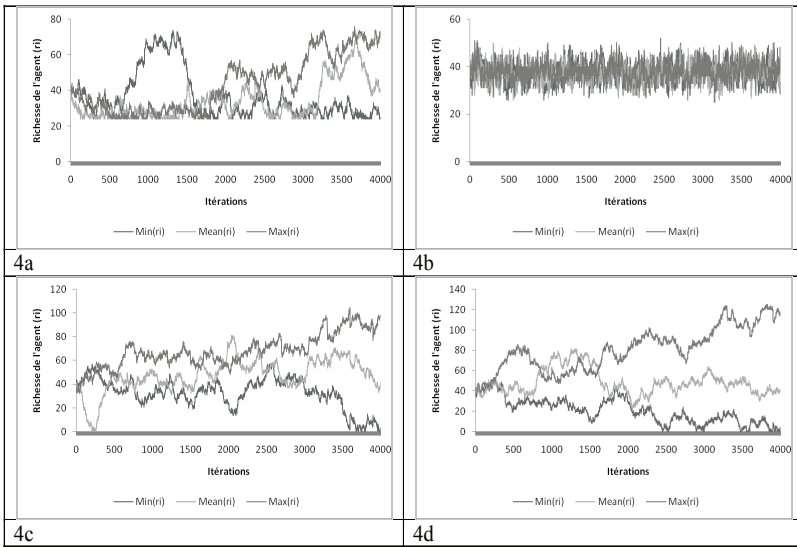 80
60
40
20
0
Richesse de l'agent (ri)
0 500 1000 1500 2000 2500 3000 3500 4000
Itérations
Min(ri) Mean(ri) Max(ri)
4a
60
40
20
0
Richesse de l'agent (ri)
0 500 1000 1500 2000 2500 3000 3500 4000
Itérations
Min(ri) Mean(ri) Max(ri)
4b
120
100
80
60
40
20
0
Richesse de l'agent (ri)
0 500 1000 1500 2000 2500 3000 3500 4000
Itérations
Min(ri) Mean(ri) Max(ri)
4c
140
120
100
80
60
40
20
0
Richesse de l'agent (ri)
0 500 1000 1500 2000 2500 3000 3500 4000
Itérations
Min(ri) Mean(ri) Max(ri)
4d